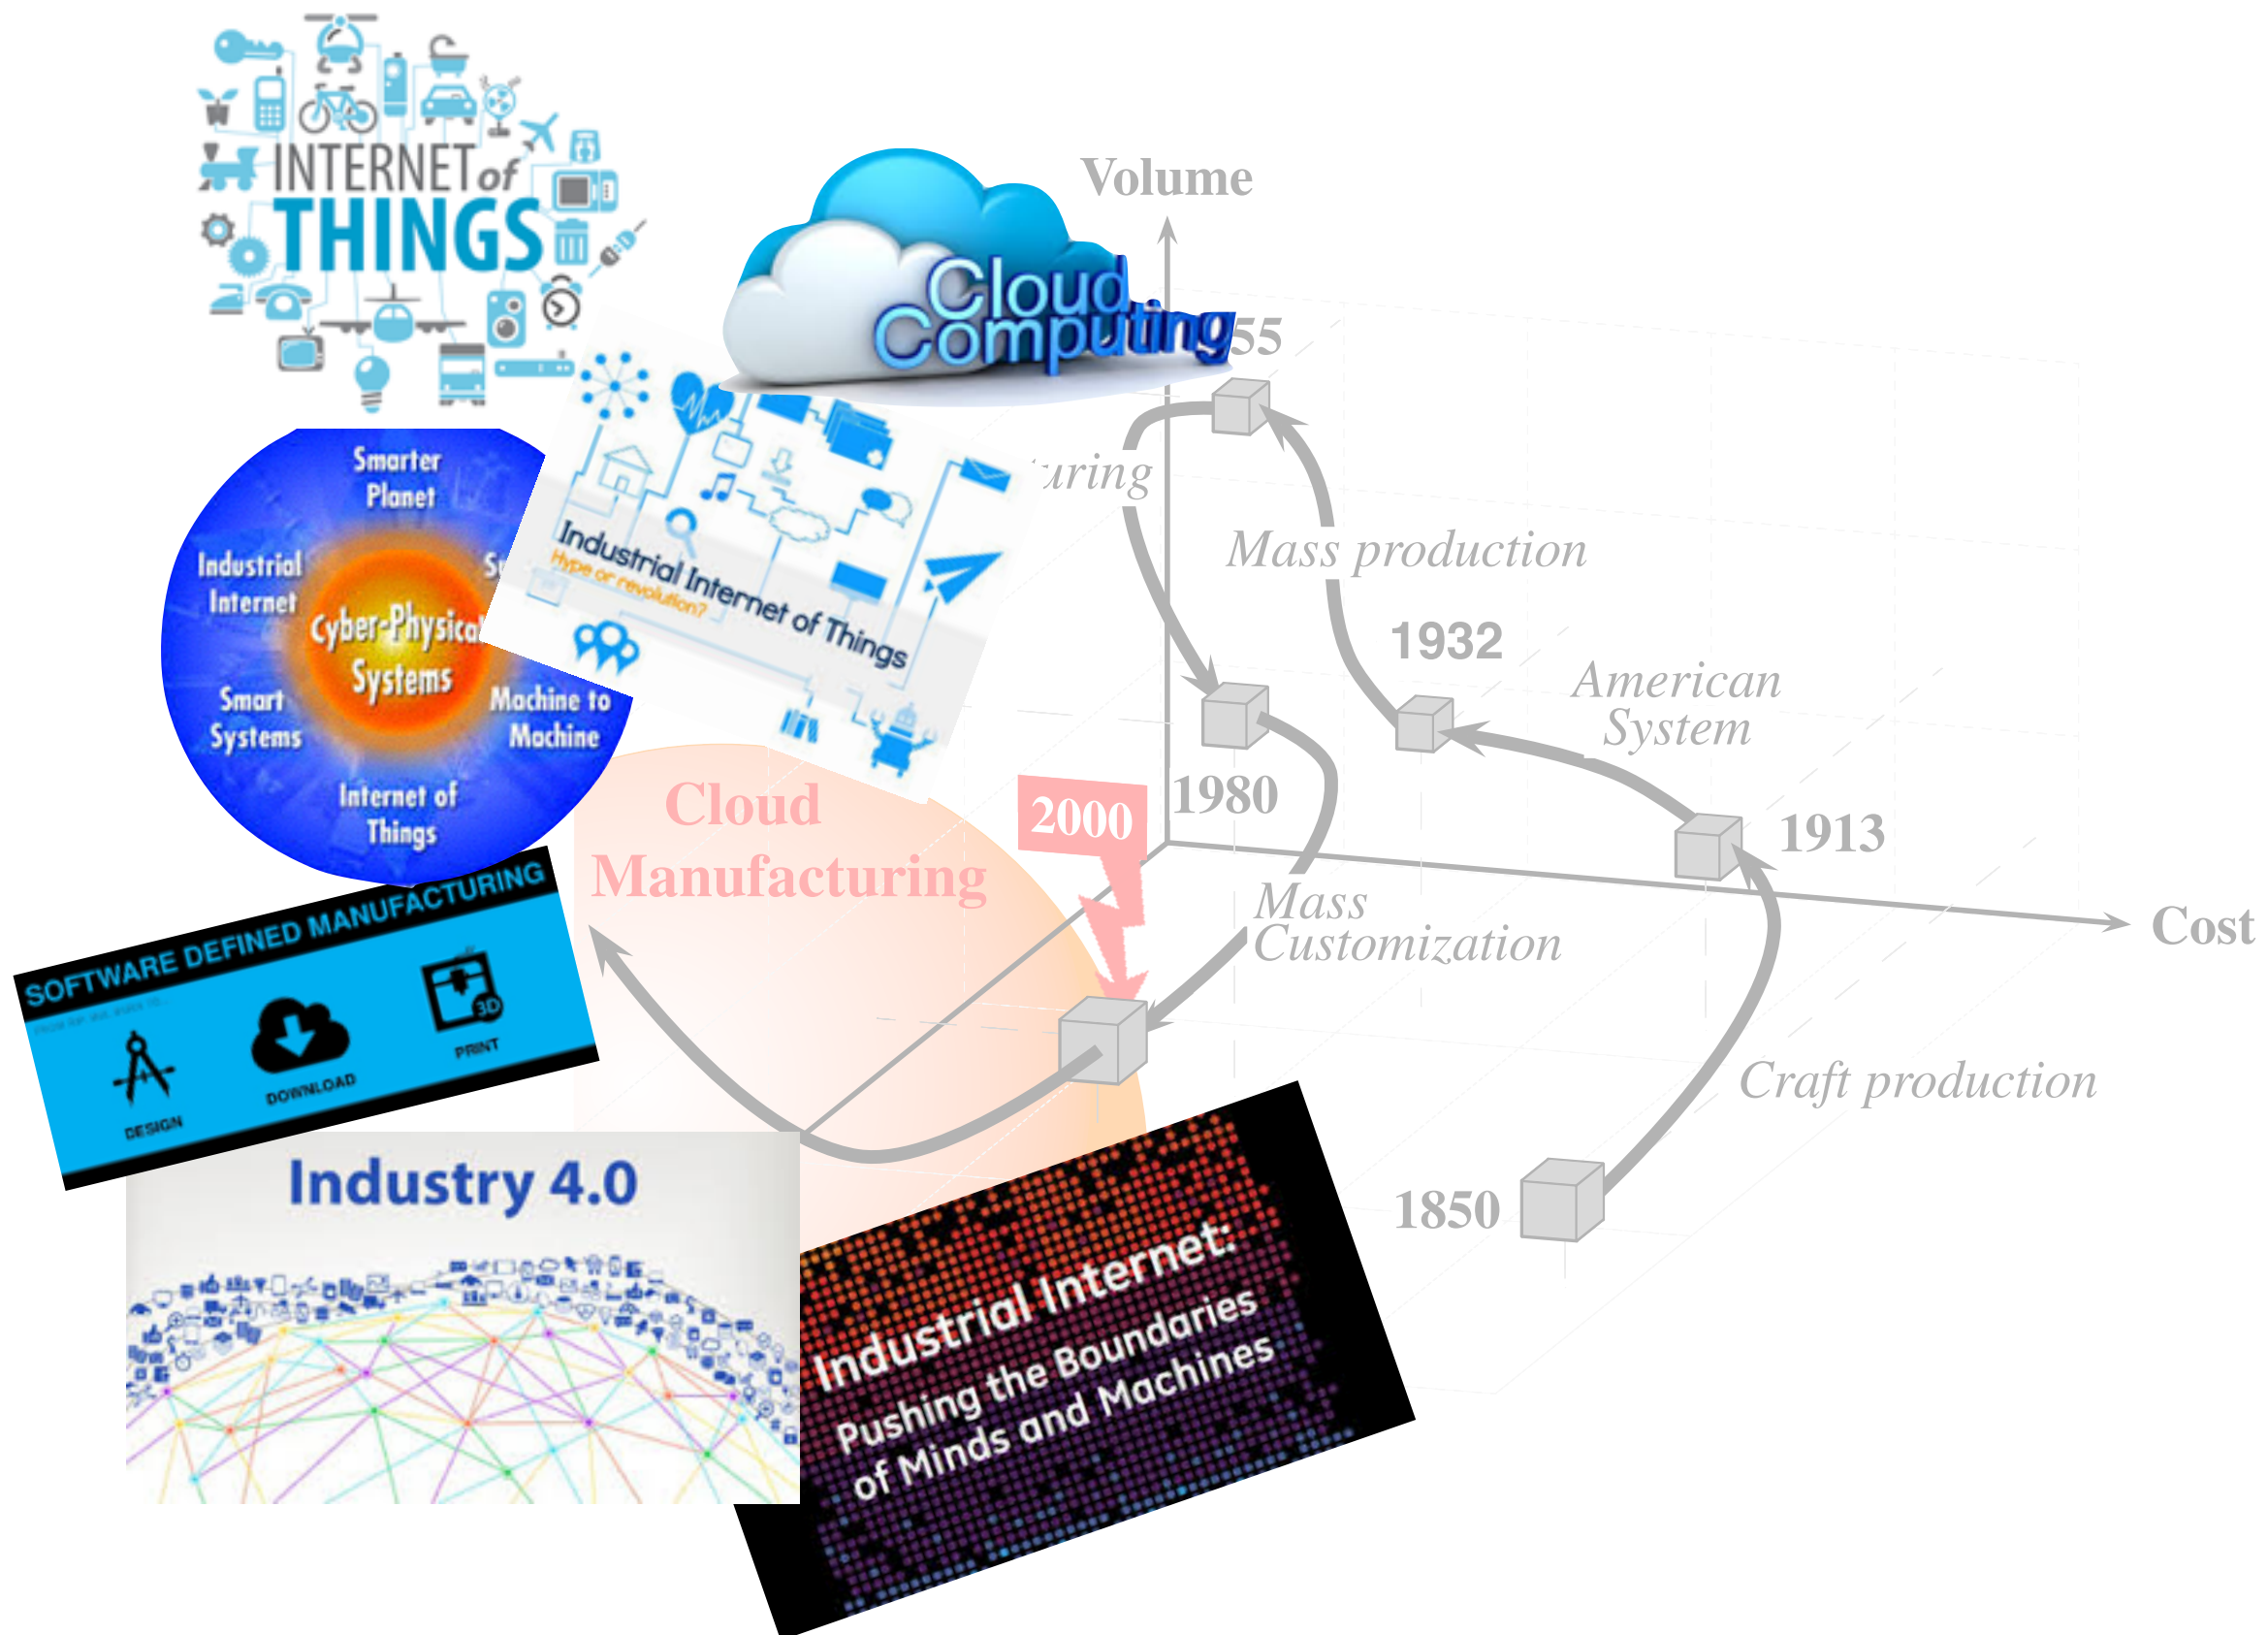 INTERNET of
THINGS
Cloud
Computing
Volume
55
Smarter
Planet
Industrial
Internet
Cyber-Physical
Systems
Smart
Systems
Machine to
Machine
Internet of
Things
Industrial Internet of Things
Hype or revolution?
uring
Mass production
1932
American
System
1980
1913
Cost
Cloud
Manufacturing
2000
Mass
Customization
Craft production
1850
SOFTWARE DEFINED MANUFACTURING
DESIGN
DOWNLOAD
3D
PRINT
Industry 4.0
Industrial Internet:
Pushing the Boundaries
of Minds and Machines